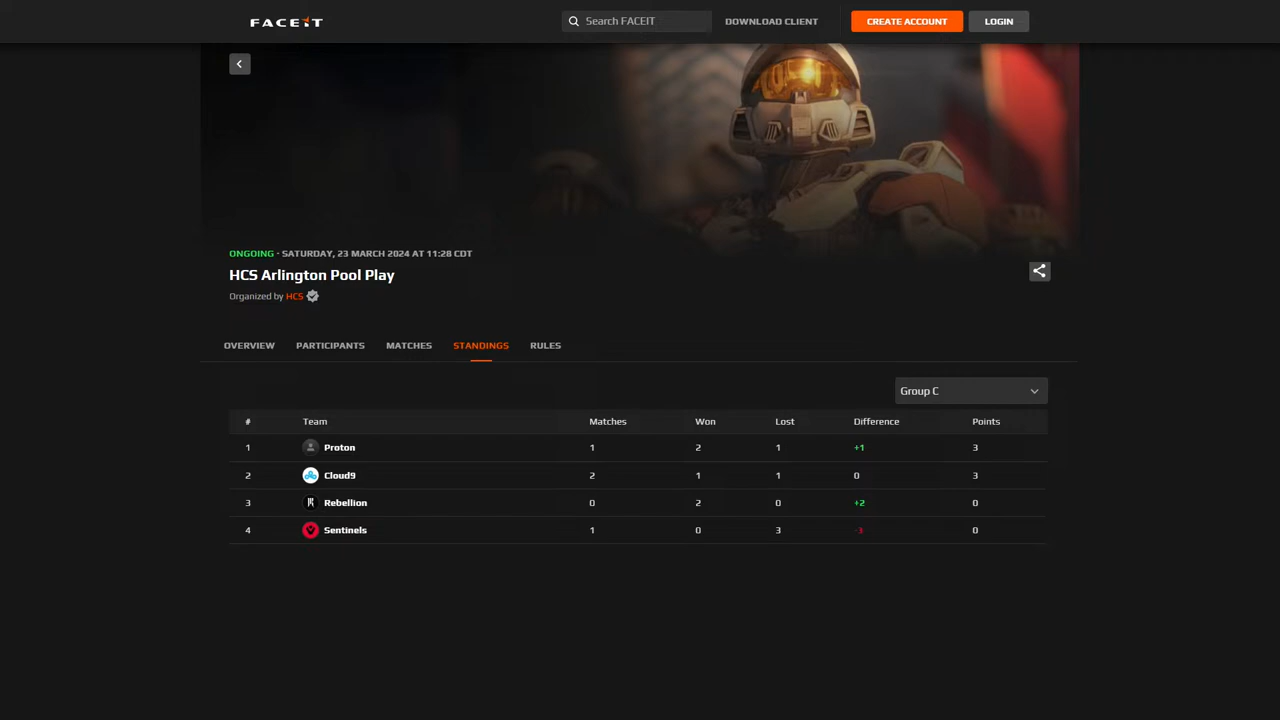 FACEIT
Search FACEIT
DOWNLOAD CLIENT
CREATE ACCOUNT
LOGIN
ONGOING - SATURDAY, 23 MARCH 2024 AT 11:28 CDT
HCS Arlington Pool Play
Organized by HCS
OVERVIEW PARTICIPANTS MATCHES STANDINGS RULES
Group C
# Team Matches Won Lost Difference Points
1 Proton 1 2 1 +1 3
2 Cloud9 2 1 1 0 3
3 Rebellion 0 2 0 +2 0
4 Sentinels 1 0 3 -3 0